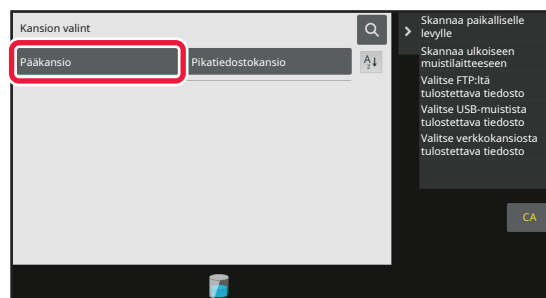 Kansion valint
Pääkansio
Pikatiedostokansio
Skannaa paikalliselle
levylle
Skannaa ulkoiseen
muistilaitteeseen
Valitse FTP:ltä
tulostettava tiedosto
Valitse USB-muistista
tulostettava tiedosto
Valitse verkkokansiosta
tulostettava tiedosto
CA